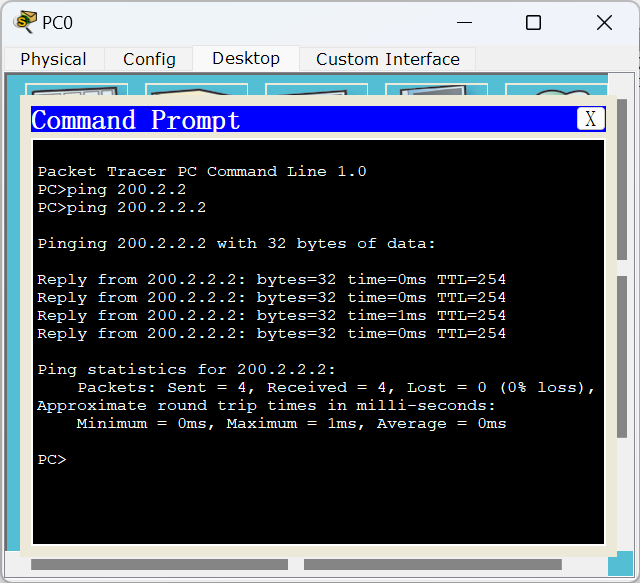 PC0
Physical Config Desktop Custom Interface
Command Prompt X
Packet Tracer PC Command Line 1.0
PC>ping 200.2.2
PC>ping 200.2.2.2
Pinging 200.2.2.2 with 32 bytes of data:
Reply from 200.2.2.2: bytes=32 time=0ms TTL=254
Reply from 200.2.2.2: bytes=32 time=0ms TTL=254
Reply from 200.2.2.2: bytes=32 time=1ms TTL=254
Reply from 200.2.2.2: bytes=32 time=0ms TTL=254
Ping statistics for 200.2.2.2:
    Packets: Sent = 4, Received = 4, Lost = 0 (0% loss),
Approximate round trip times in milli-seconds:
    Minimum = 0ms, Maximum = 1ms, Average = 0ms
PC>